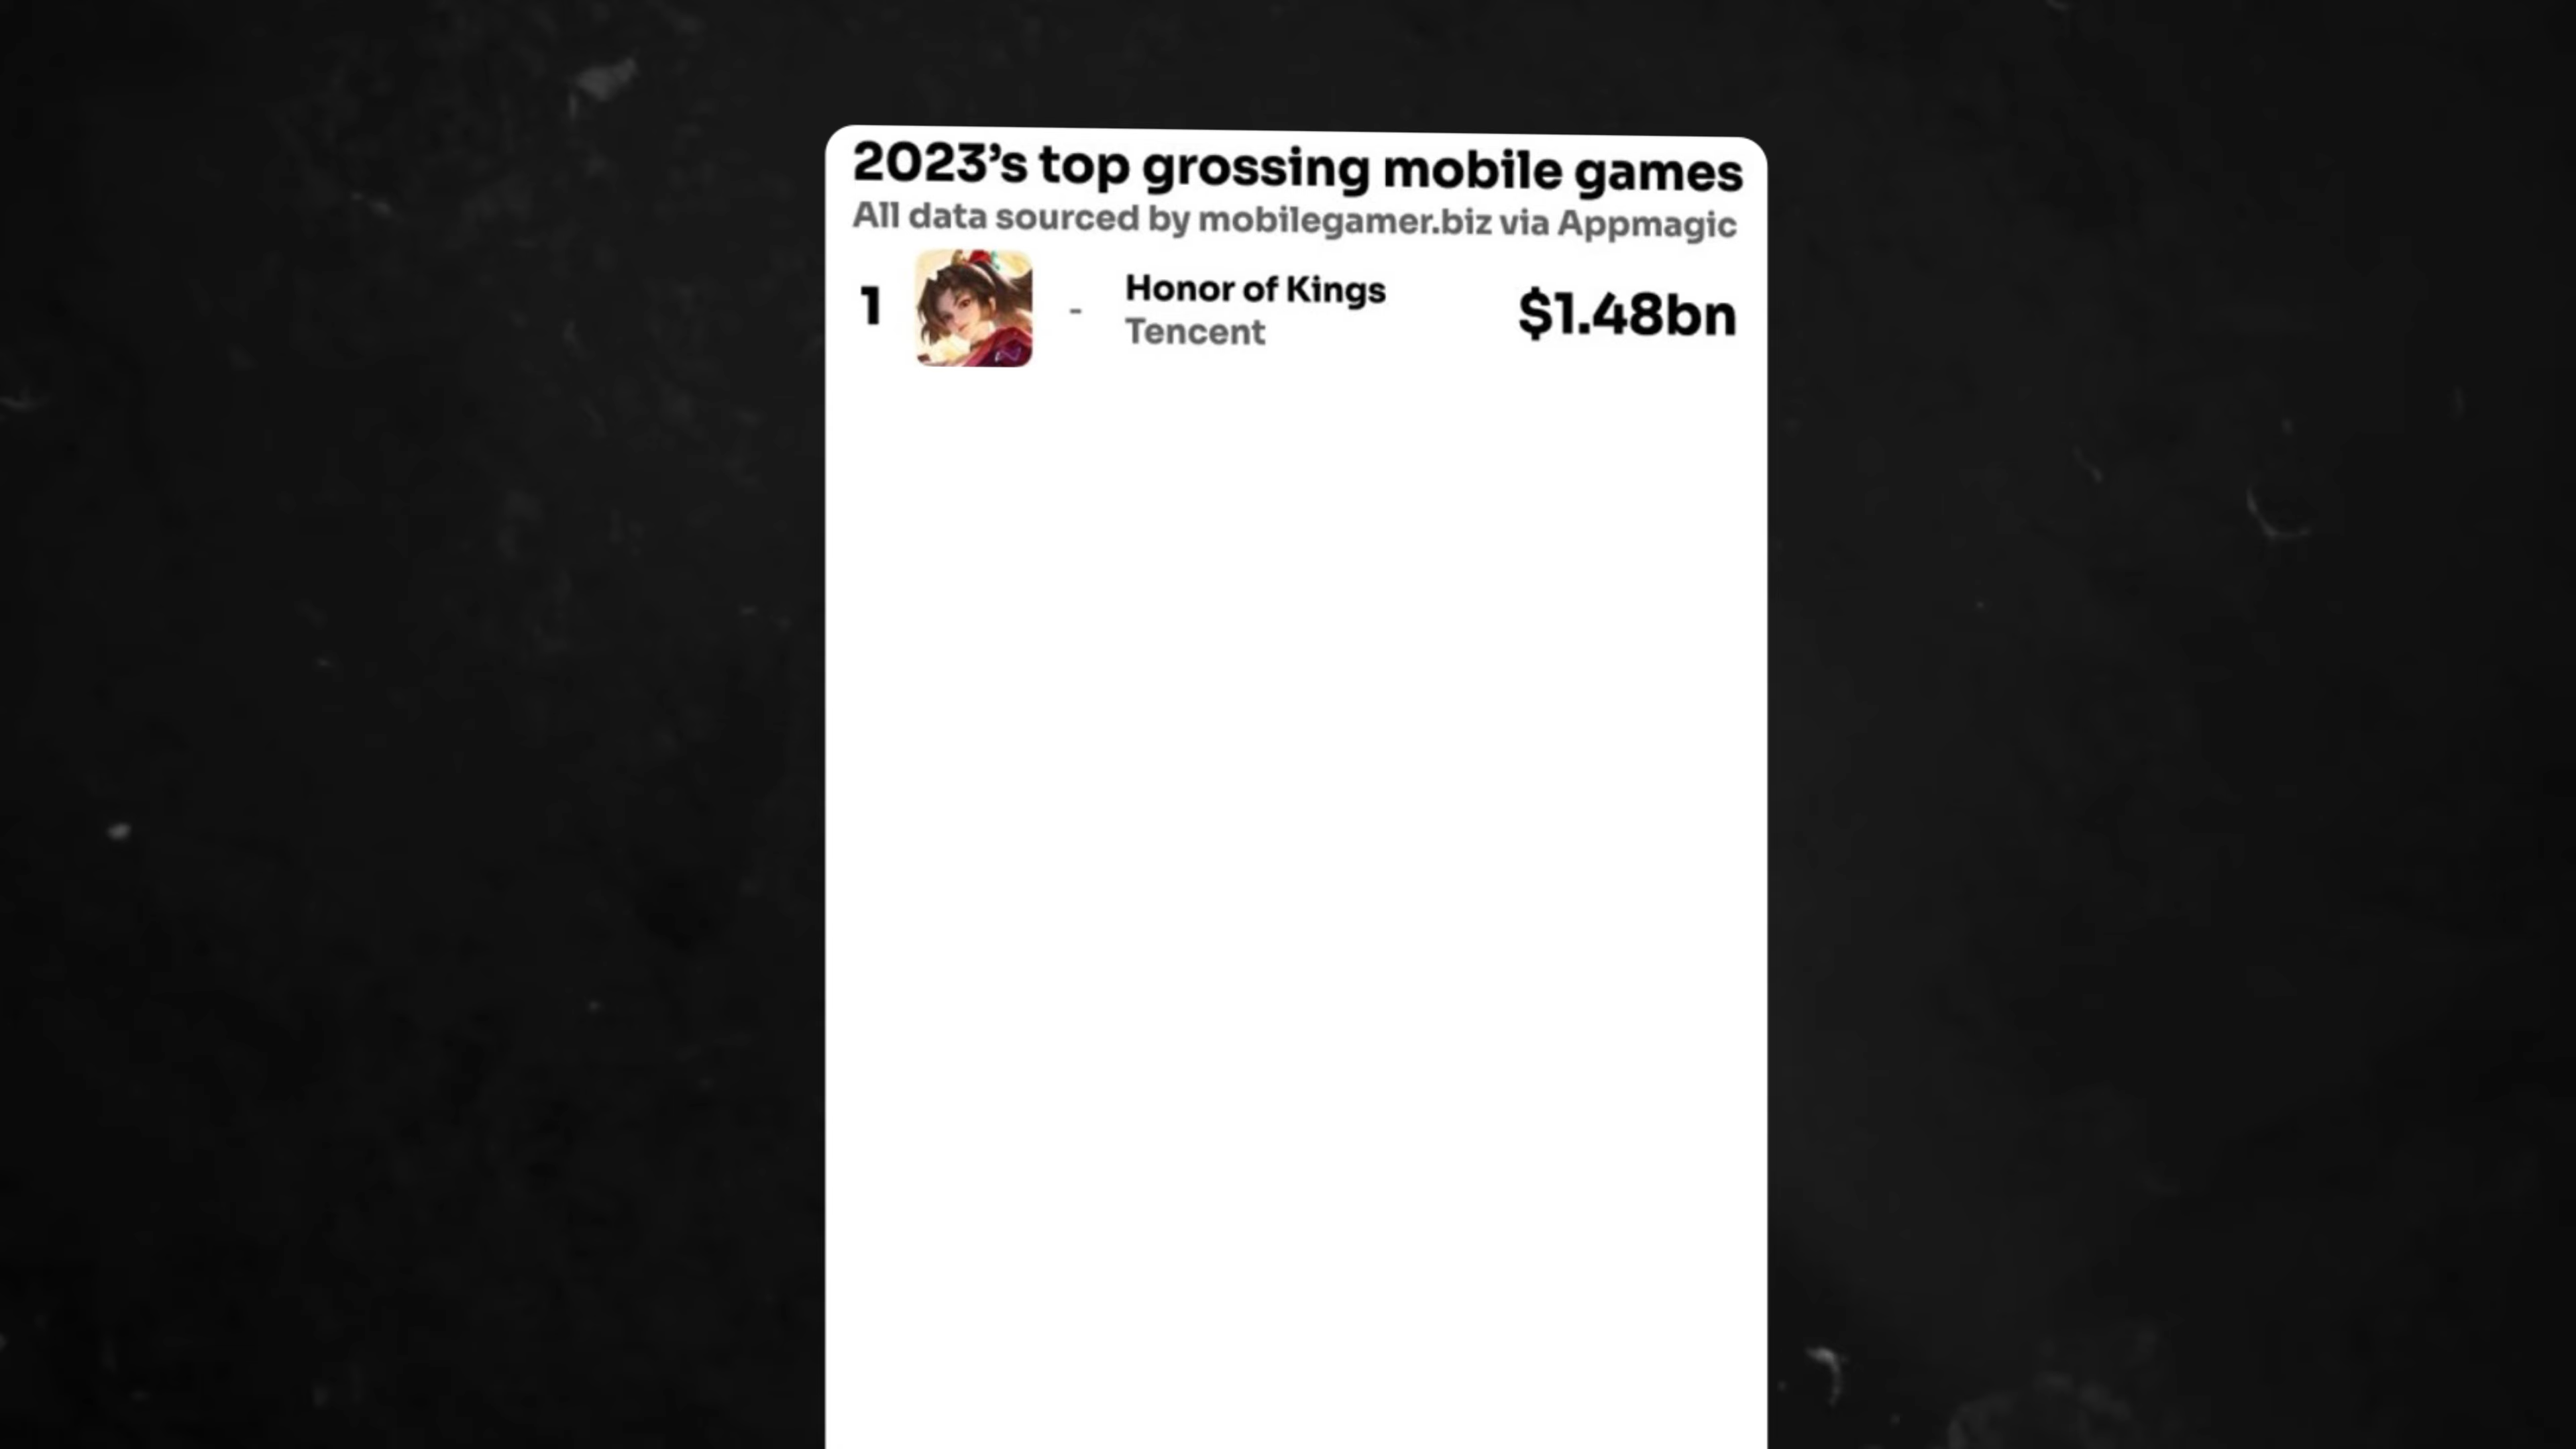 2023’s top grossing mobile games
All data sourced by mobilegamer.biz via Appmagic
1 - Honor of Kings $1.48bn
Tencent